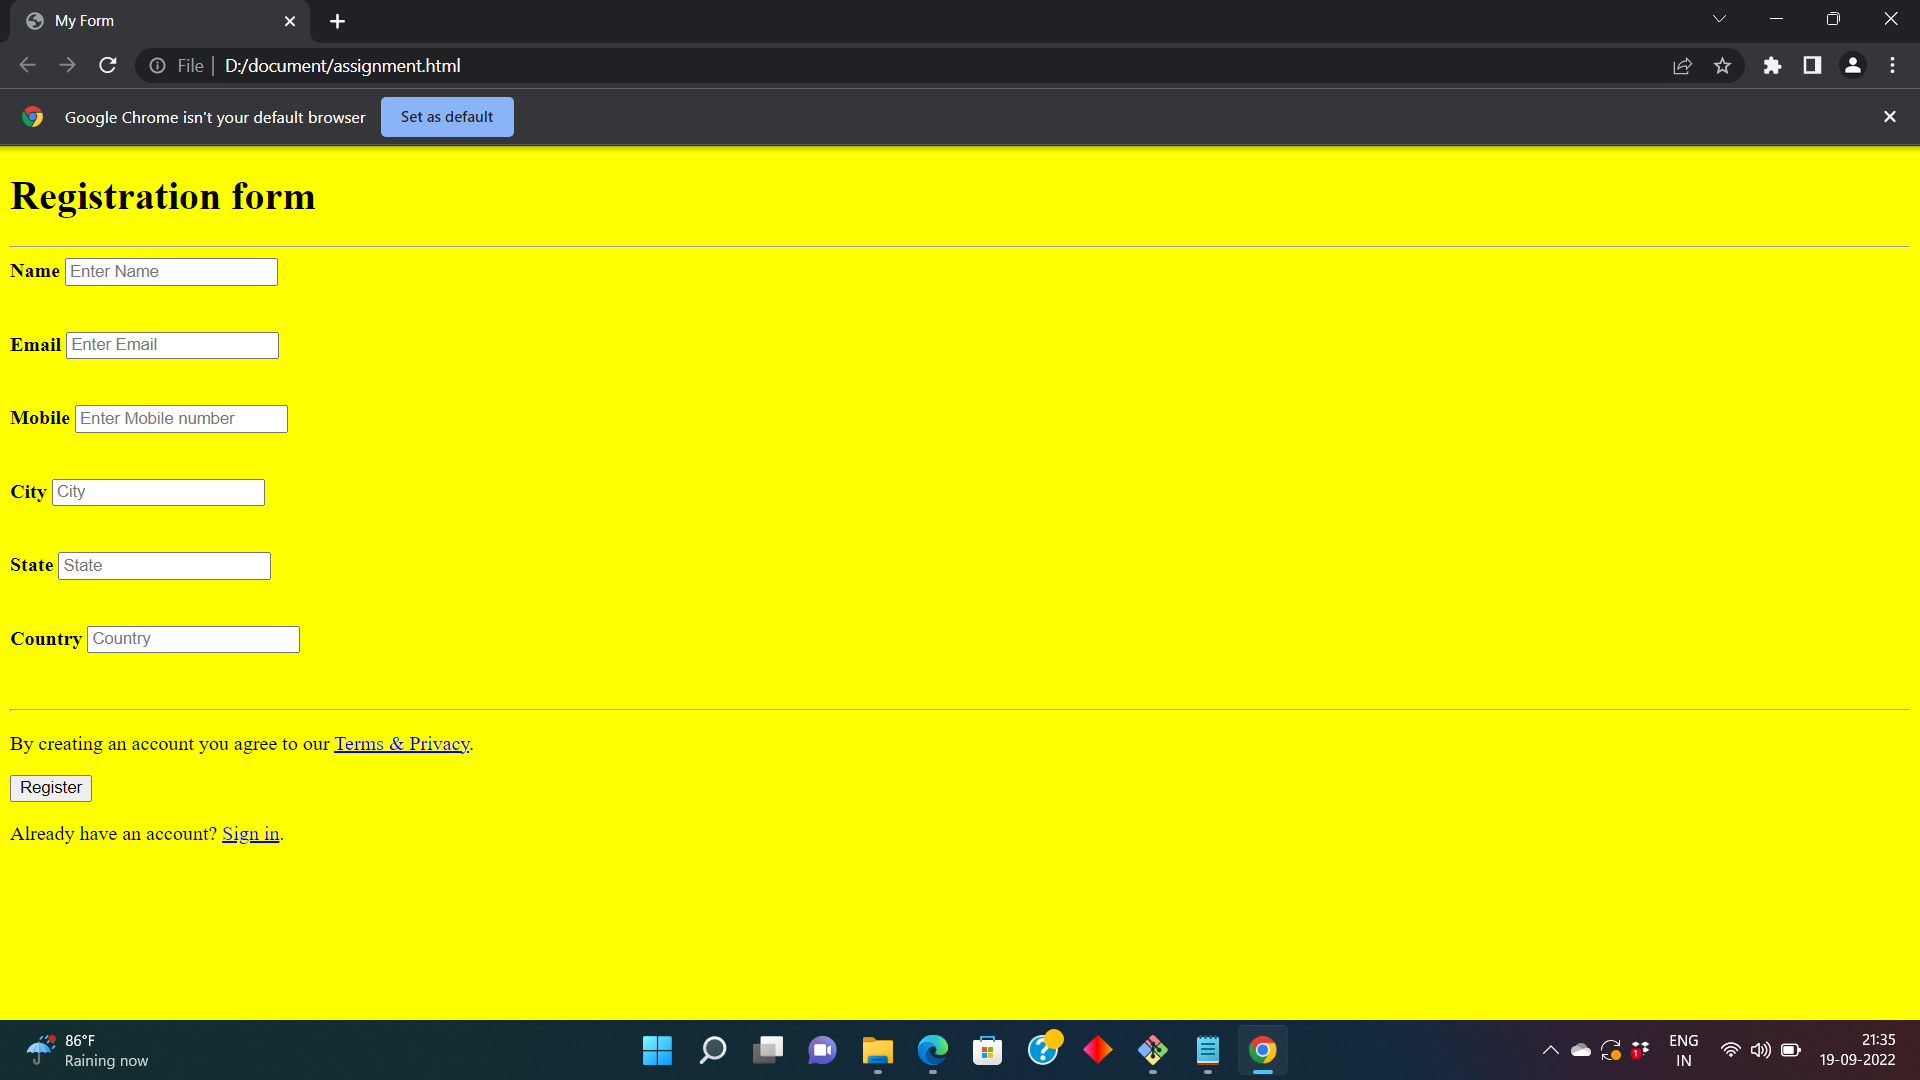 My Form
File
D:/document/assignment.html
Google Chrome isn't your default browser
Set as default
Registration form
Name Enter Name
Email Enter Email
Mobile Enter Mobile number
City City
State State
Country Country
By creating an account you agree to our Terms & Privacy.
Register
Already have an account? Sign in.
86°F
Raining now
1
ENG
IN
21:35
19-09-2022